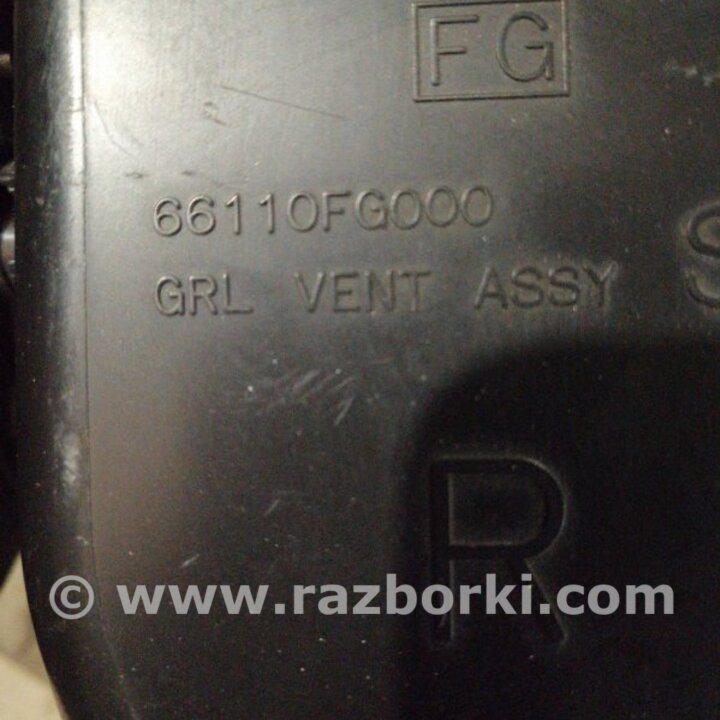 FG
66110FG000
GRL VENT ASSY S
R
© www.razborki.com